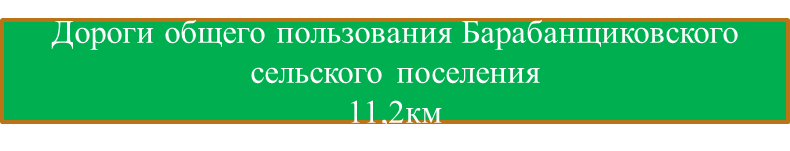 Дороги общего пользования Барабанщиковского
сельского поселения
11,2км